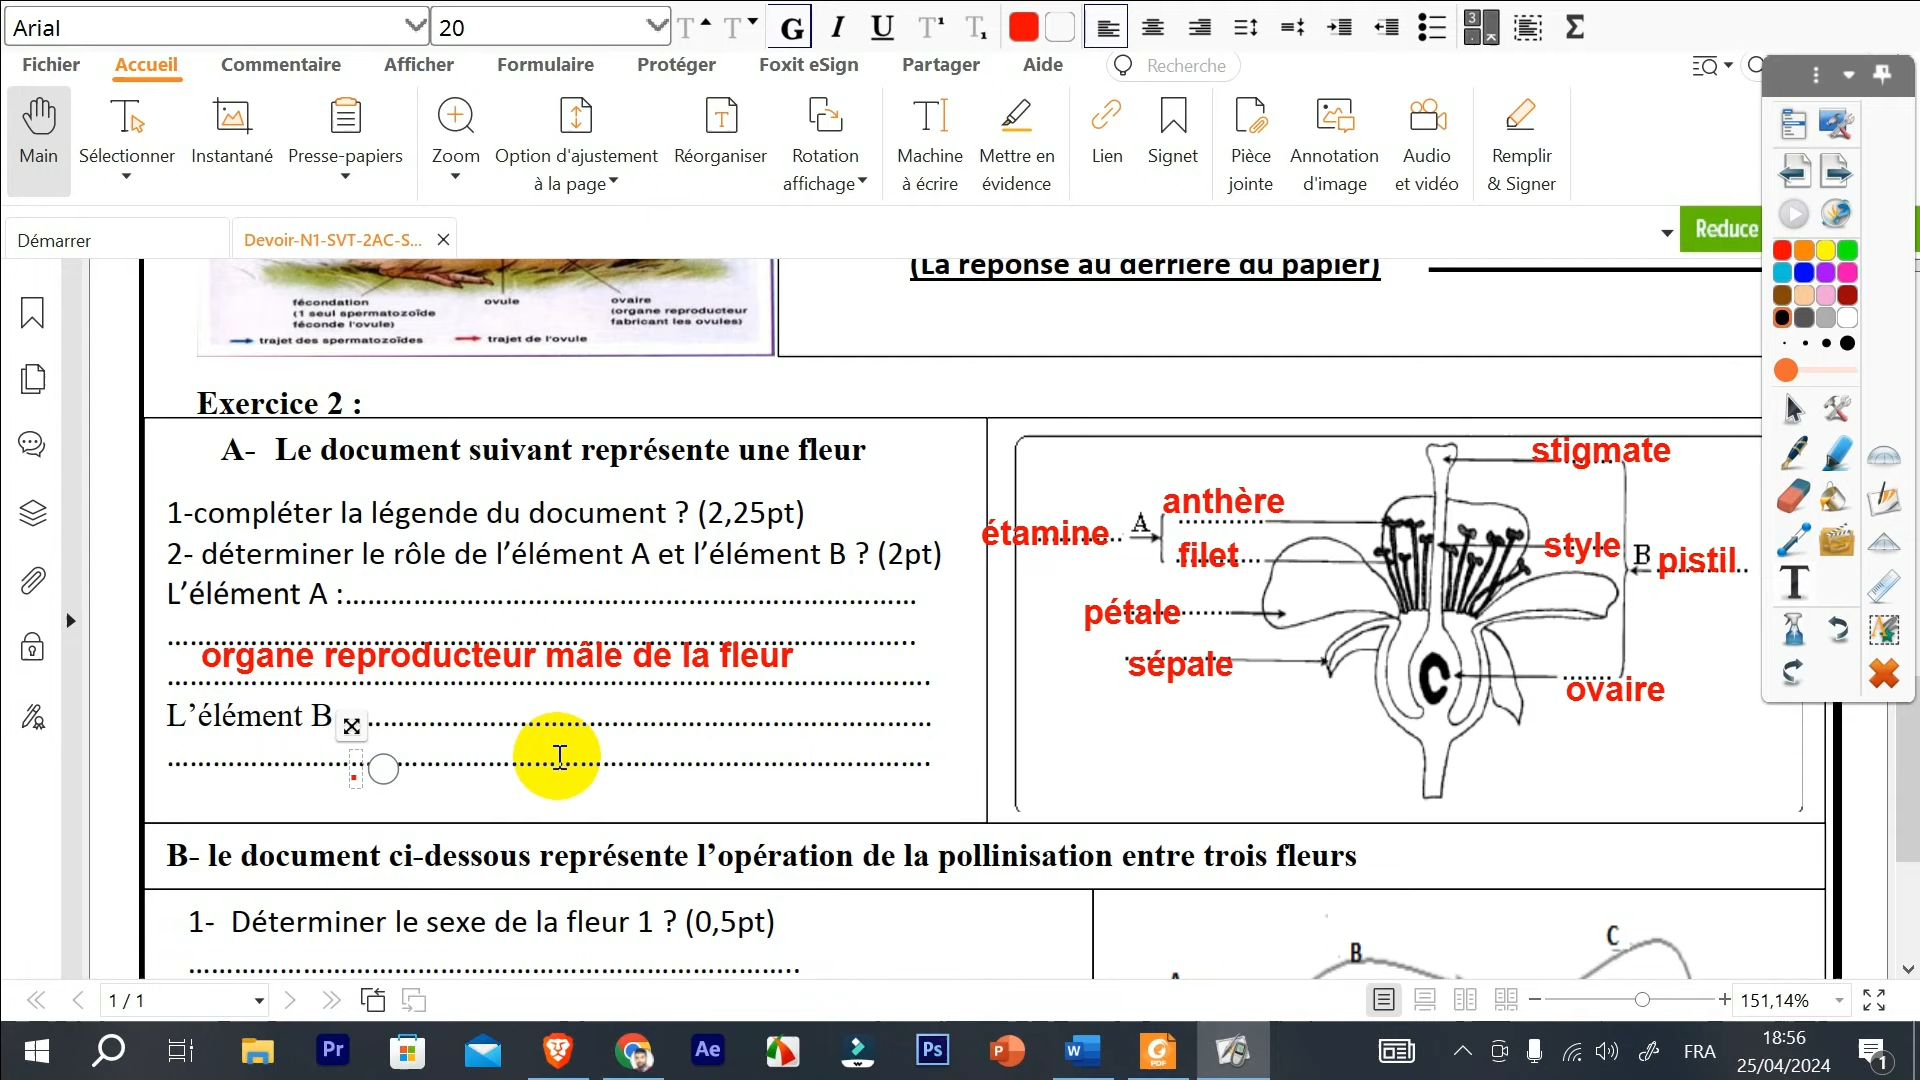 Arial
20
G I U T¹ T₁
3
Σ
Fichier Accueil Commentaire Afficher Formulaire Protéger Foxit eSign Partager Aide Recherche
Main Sélectionner Instantané Presse-papiers Zoom Option d'ajustement à la page Réorganiser Rotation affichage Machine à écrire Mettre en évidence Lien Signet Pièce jointe Annotation d'image Audio et vidéo Remplir & Signer
Démarrer
Devoir-N1-SVT-2AC-S...
Reduce
(La réponse au derrière du papier)
fécondation
(1 seul spermatozoïde
féconde l'ovule)
ovule
ovaire
(organe reproducteur
fabricant les ovules)
trajet des spermatozoïdes
trajet de l'ovule
Exercice 2 :
A- Le document suivant représente une fleur
1-compléter la légende du document ? (2,25pt)
2- déterminer le rôle de l'élément A et l'élément B ? (2pt)
L'élément A :
organe reproducteur mâle de la fleur
L'élément B
.
stigmate
anthère
étamine
A
filet
style
B
pistil
pétale
sépale
C
ovaire
B- le document ci-dessous représente l'opération de la pollinisation entre trois fleurs
1- Déterminer le sexe de la fleur 1 ? (0,5pt)
B
C
T
1 / 1
151,14%
Pr
Ae
Ps
P
W
FRA
18:56
25/04/2024
1